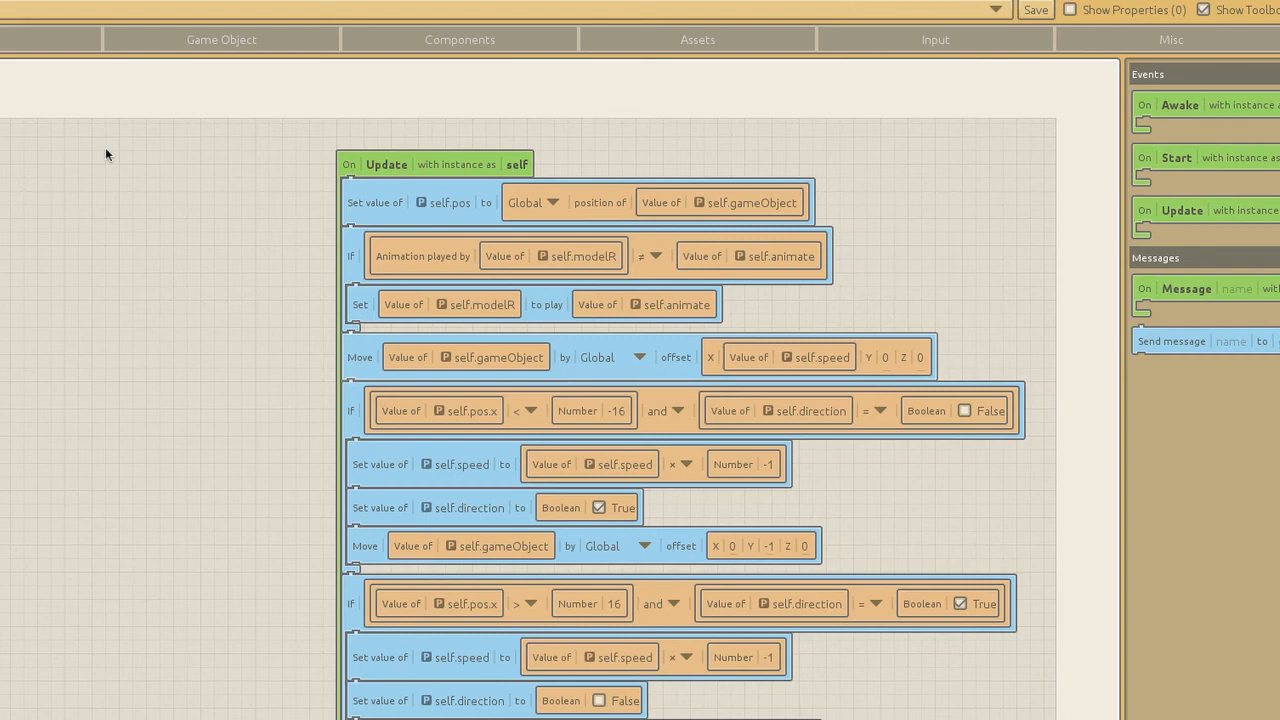 Save Show Properties (0) Show Toolbo
Game Object Components Assets Input Misc
Events
On Awake with instance a
On Start with instance as
On Update with instance
Messages
On Message name wit
Send message name to
On Update with instance as self
Set value of P self.pos to Global position of Value of P self.gameObject
If Animation played by Value of P self.modelR ≠ Value of P self.animate
Set Value of P self.modelR to play Value of P self.animate
Move Value of P self.gameObject by Global offset X Value of P self.speed Y 0 Z 0
If Value of P self.pos.x < Number -16 and Value of P self.direction = Boolean False
Set value of P self.speed to Value of P self.speed × Number -1
Set value of P self.direction to Boolean True
Move Value of P self.gameObject by Global offset X 0 Y -1 Z 0
If Value of P self.pos.x > Number 16 and Value of P self.direction = Boolean True
Set value of P self.speed to Value of P self.speed × Number -1
Set value of P self.direction to Boolean False